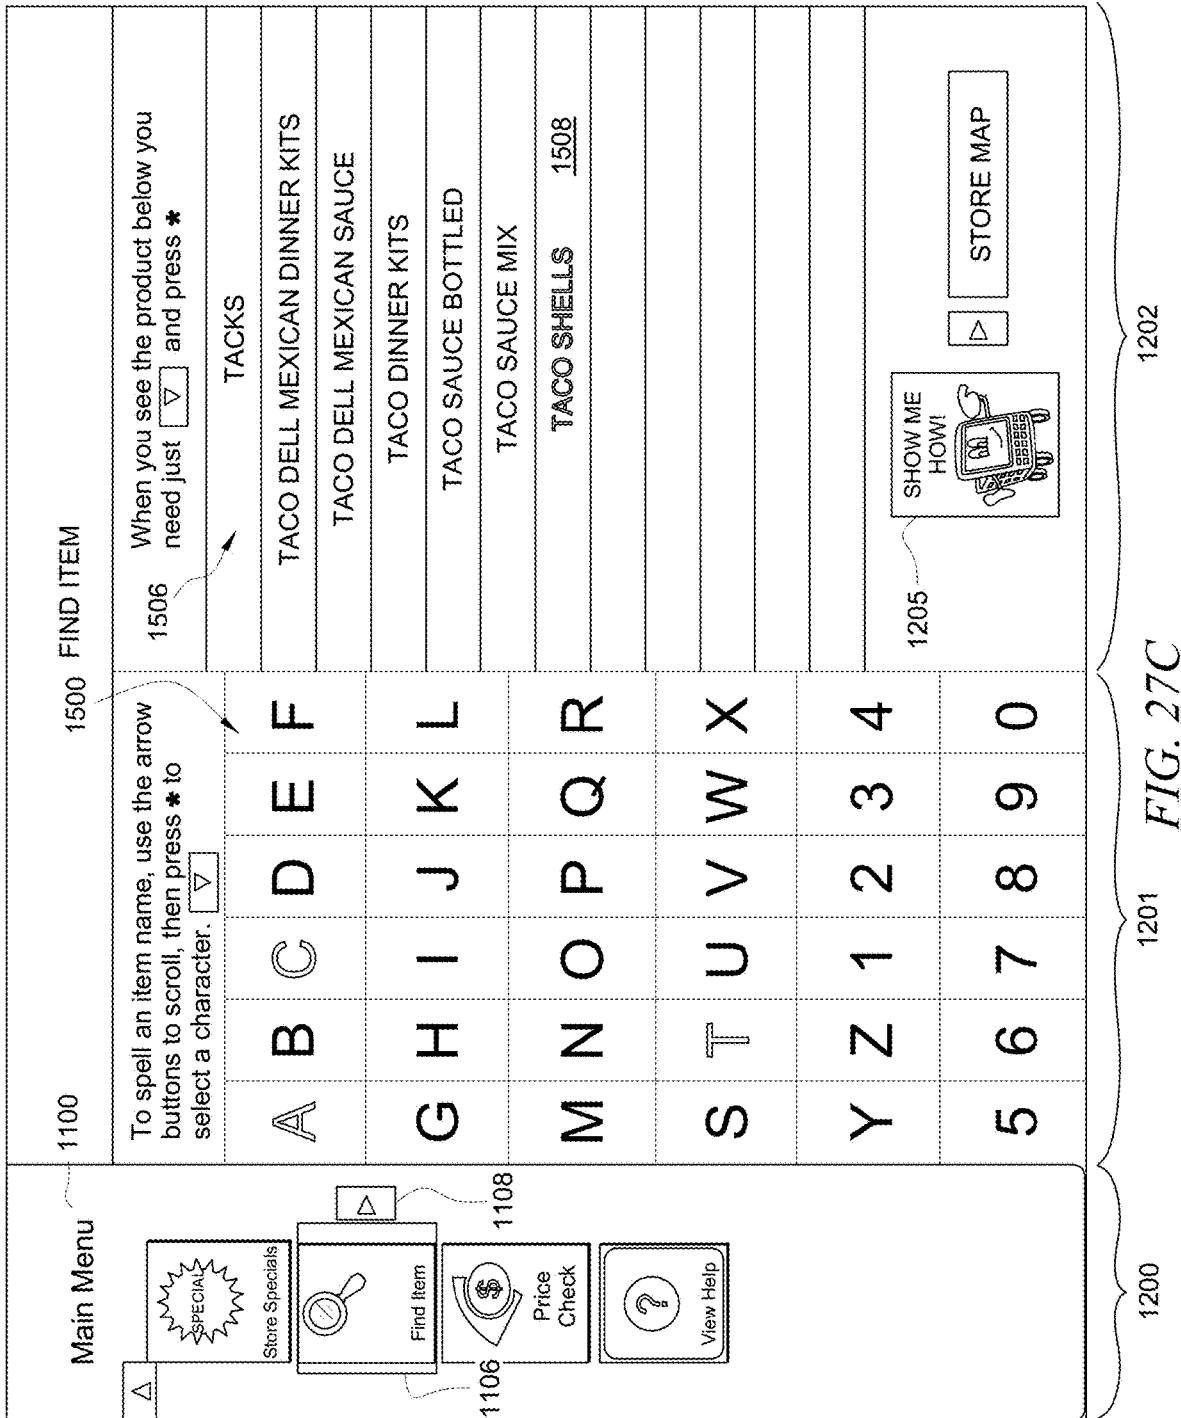 Main Menu
1100
SPECIAL
Store Specials
Find Item
1106
1108
$
Price
Check
?
View Help
1200
1500 FIND ITEM
To spell an item name, use the arrow
buttons to scroll, then press * to
select a character.
A B C D E F
G H I J K L
M N O P Q R
S T U V W X
Y Z 1 2 3 4
5 6 7 8 9 0
1201
1506
When you see the product below you
need just and press *
TACKS
TACO DELL MEXICAN DINNER KITS
TACO DELL MEXICAN SAUCE
TACO DINNER KITS
TACO SAUCE BOTTLED
TACO SAUCE MIX
TACO SHELLS 1508
1205
SHOW ME
HOW!
STORE MAP
1202
FIG. 27C